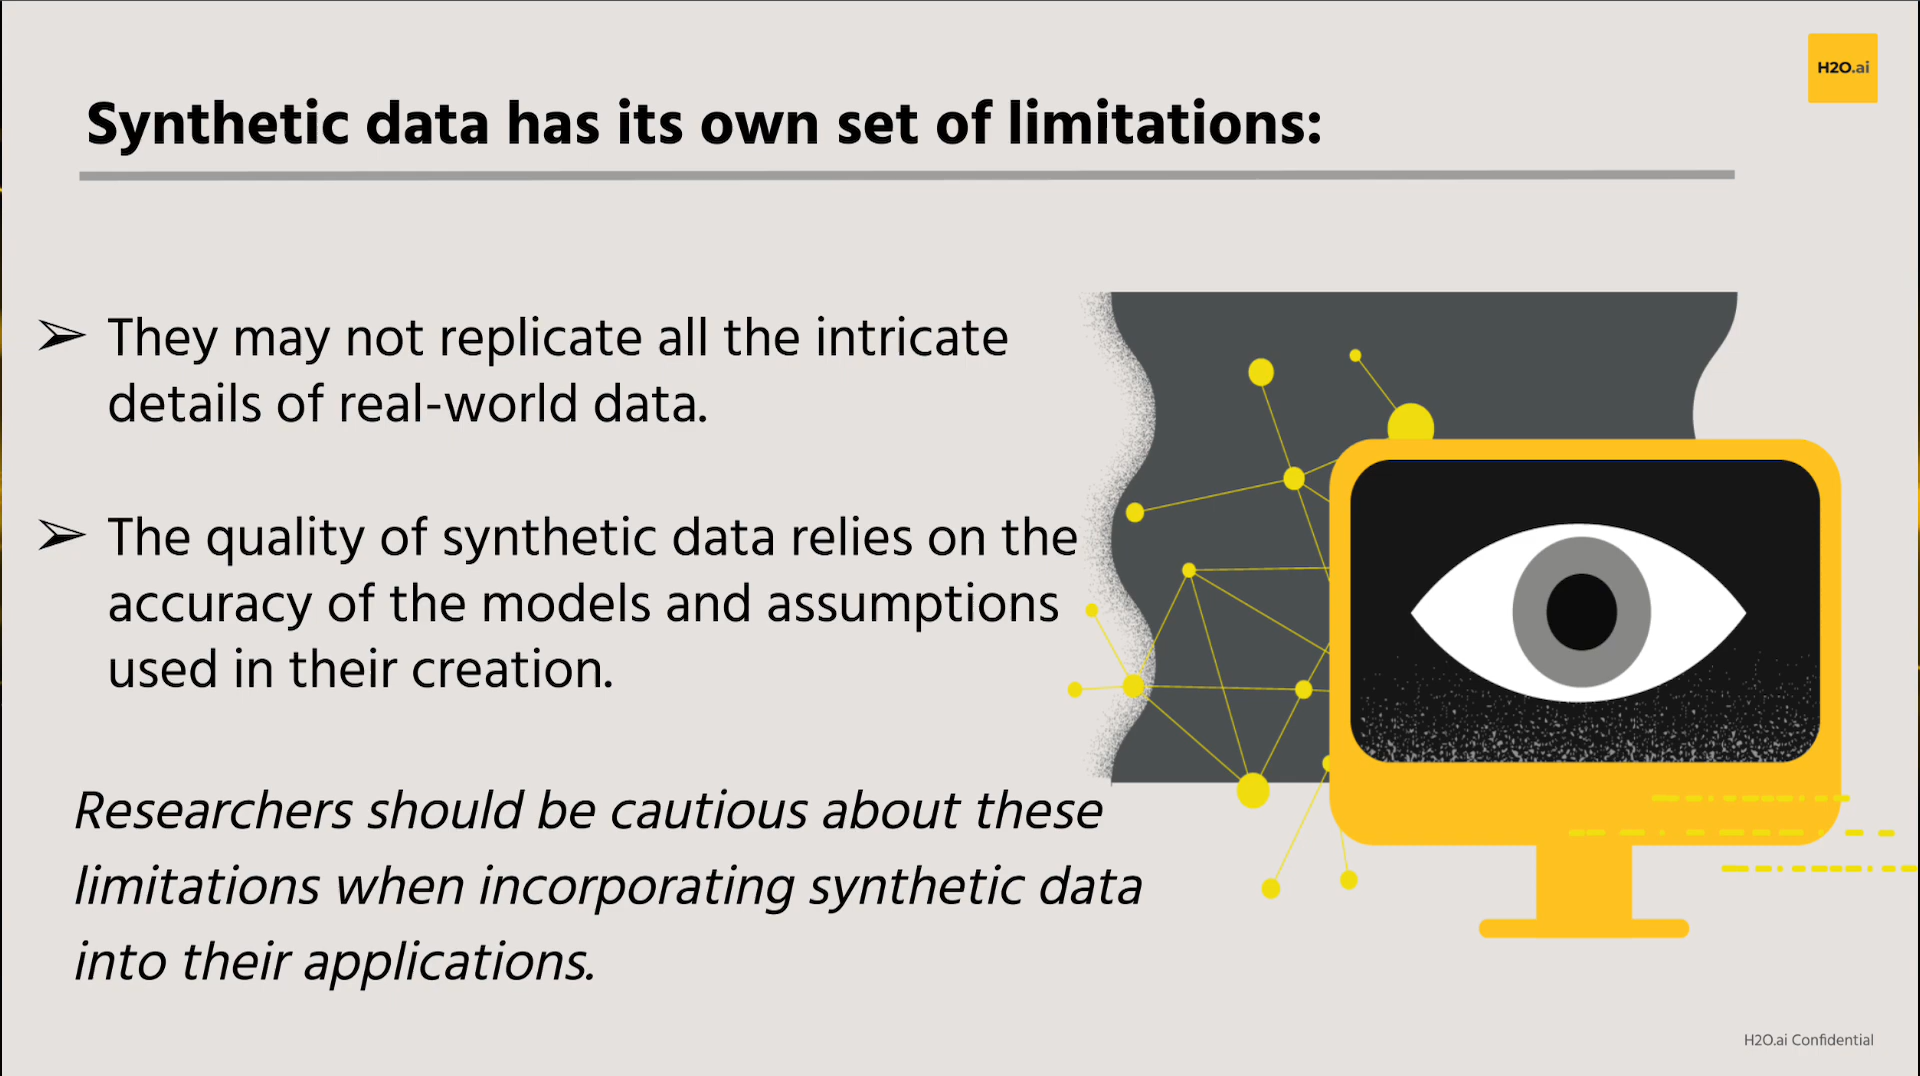 H2O.ai
Synthetic data has its own set of limitations:
➢ They may not replicate all the intricate
details of real-world data.
➢ The quality of synthetic data relies on the
accuracy of the models and assumptions
used in their creation.
Researchers should be cautious about these
limitations when incorporating synthetic data
into their applications.
H2O.ai Confidential